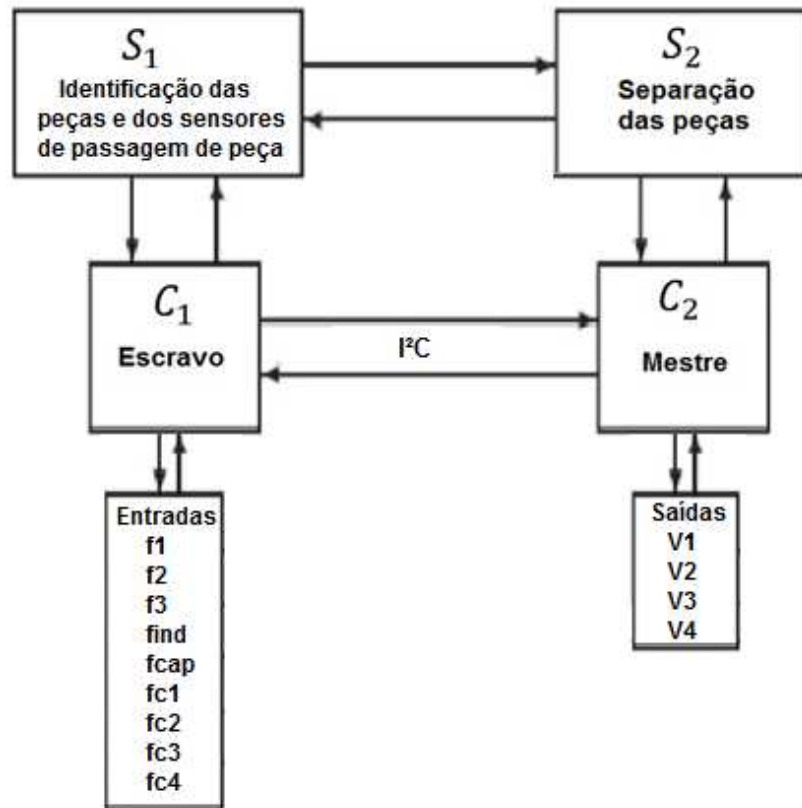 S₁
Identificação das
peças e dos sensores
de passagem de peça
S₂
Separação
das peças
C₁
Escravo
I²C
C₂
Mestre
Entradas
f1
f2
f3
find
fcap
fc1
fc2
fc3
fc4
Saídas
V1
V2
V3
V4